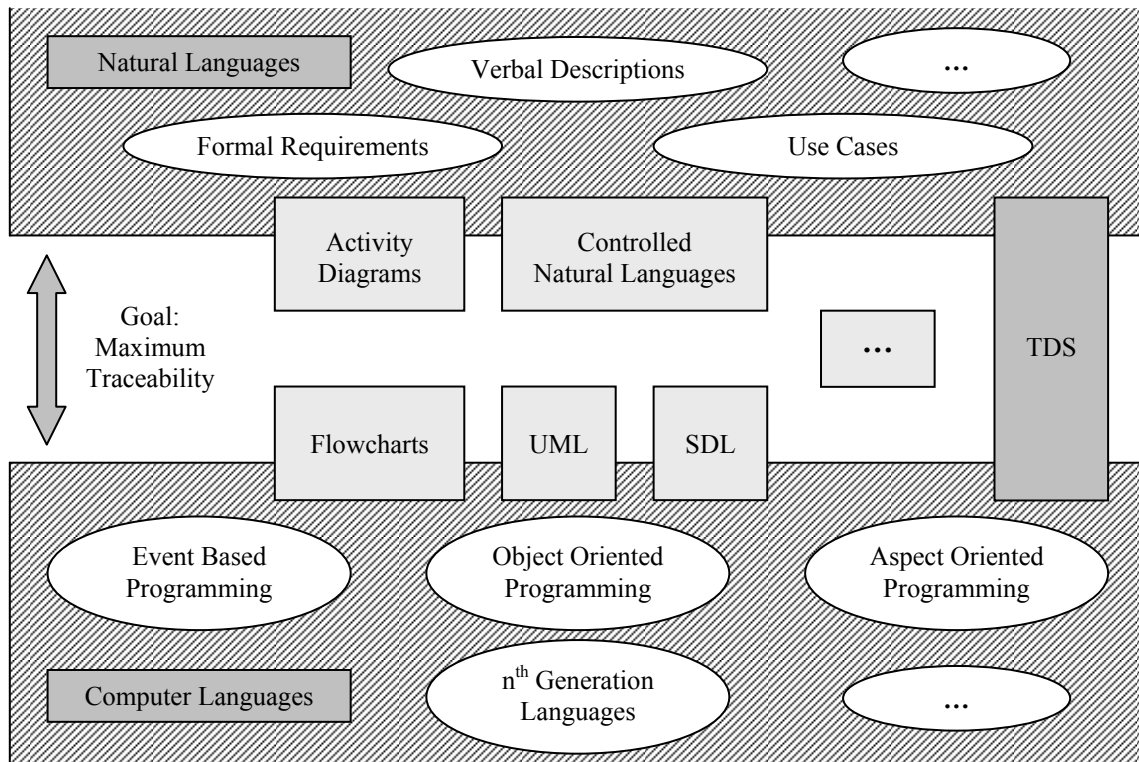 Natural Languages
Verbal Descriptions
...
Formal Requirements
Use Cases
Activity
Diagrams
Controlled
Natural Languages
Goal:
Maximum
Traceability
...
TDS
Flowcharts
UML
SDL
Event Based
Programming
Object Oriented
Programming
Aspect Oriented
Programming
Computer Languages
nth Generation
Languages
...